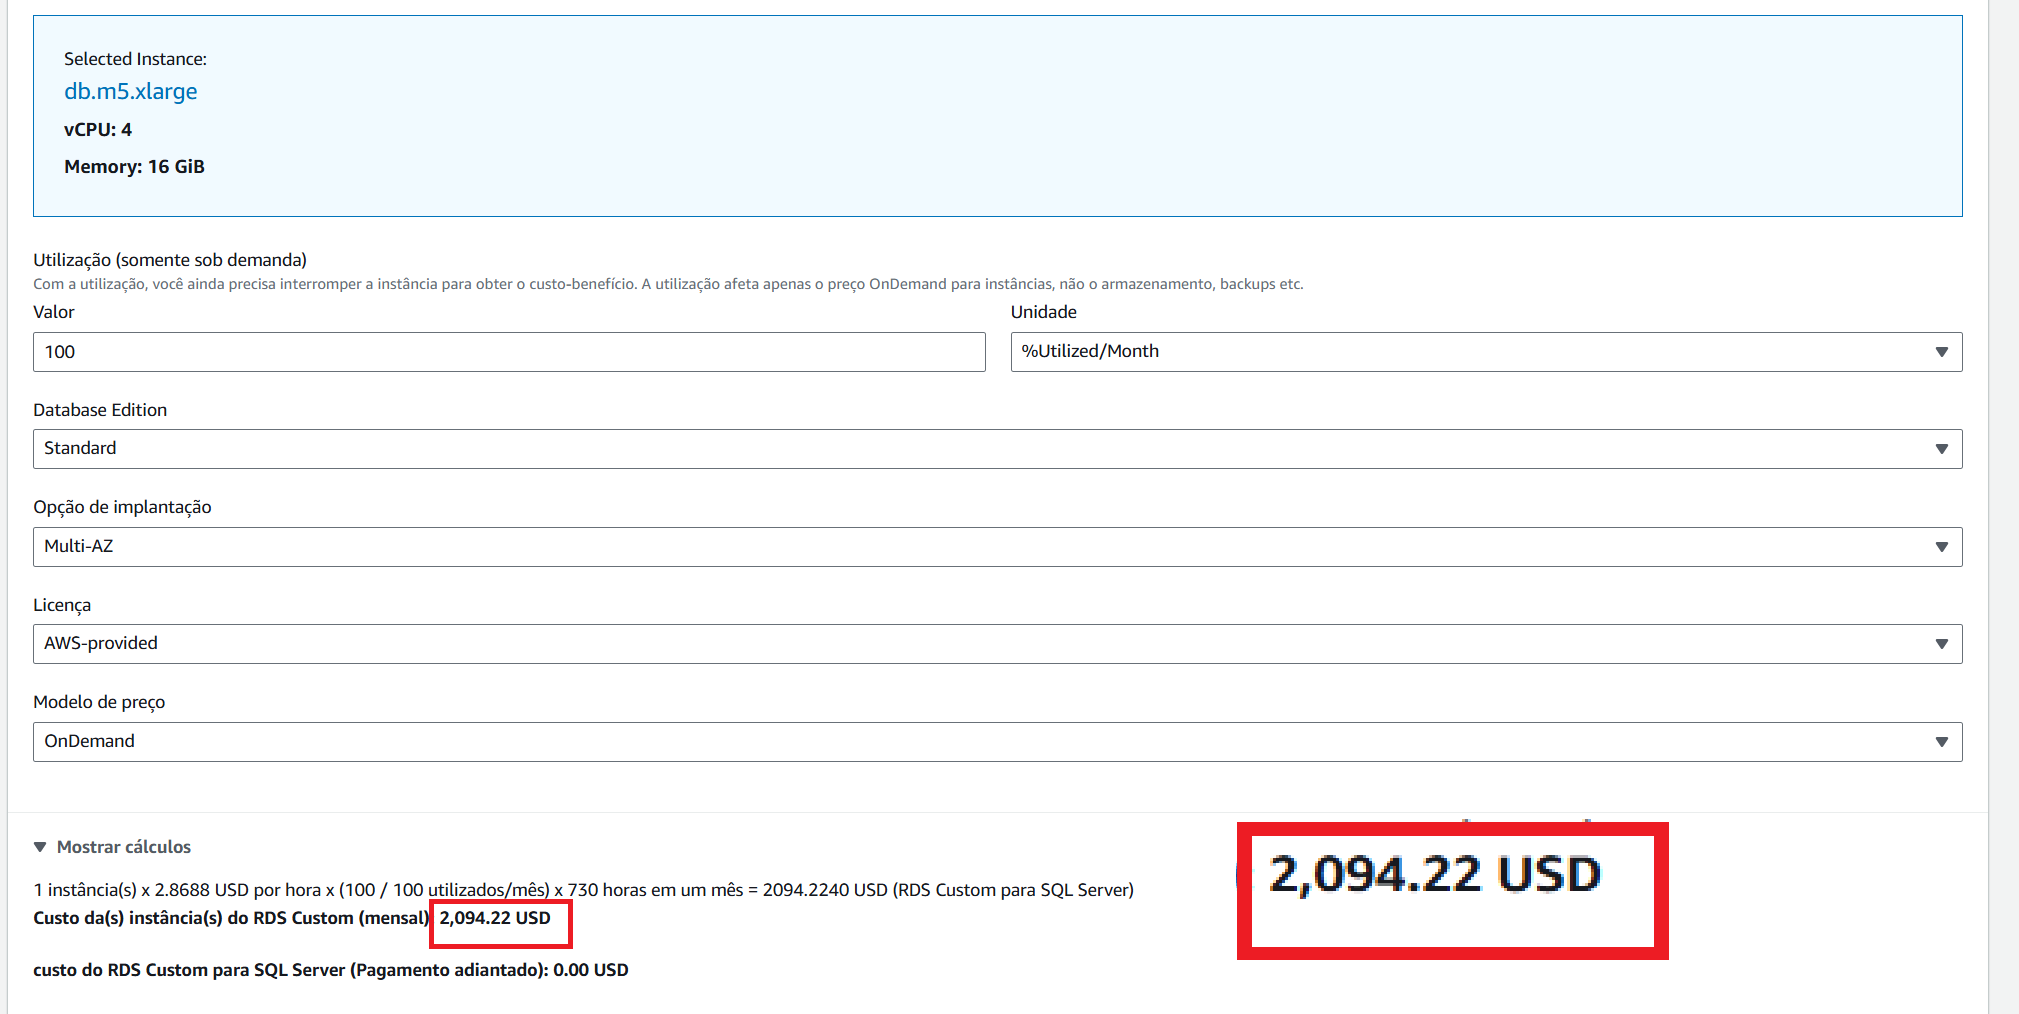 Selected Instance:
db.m5.xlarge
vCPU: 4
Memory: 16 GiB
Utilização (somente sob demanda)
Com a utilização, você ainda precisa interromper a instância para obter o custo-benefício. A utilização afeta apenas o preço OnDemand para instâncias, não o armazenamento, backups etc.
Valor
Unidade
100
%Utilized/Month
Database Edition
Standard
Opção de implantação
Multi-AZ
Licença
AWS-provided
Modelo de preço
OnDemand
Mostrar cálculos
1 instância(s) x 2.8688 USD por hora x (100 / 100 utilizados/mês) x 730 horas em um mês = 2094.2240 USD (RDS Custom para SQL Server)
Custo da(s) instância(s) do RDS Custom (mensal) 2,094.22 USD
2,094.22 USD
custo do RDS Custom para SQL Server (Pagamento adiantado): 0.00 USD